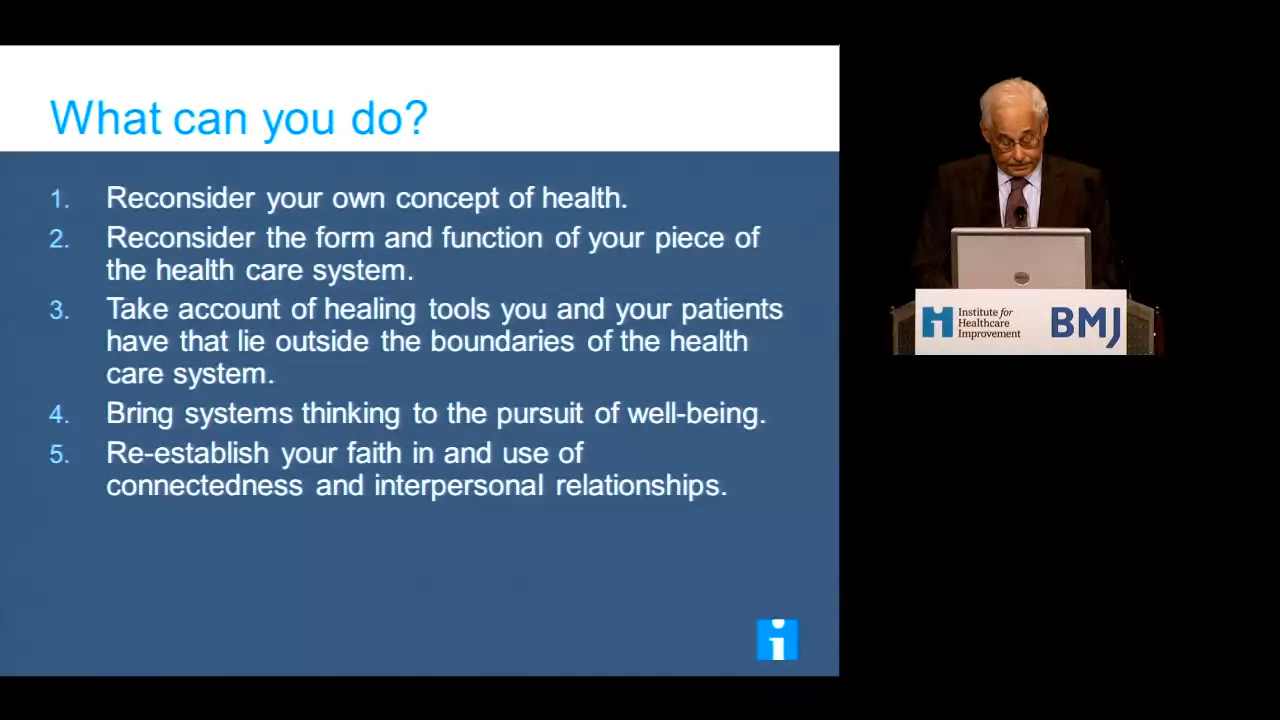 What can you do?
1. Reconsider your own concept of health.
2. Reconsider the form and function of your piece of
the health care system.
3. Take account of healing tools you and your patients
have that lie outside the boundaries of the health
care system.
4. Bring systems thinking to the pursuit of well-being.
5. Re-establish your faith in and use of
connectedness and interpersonal relationships.
i
Institute for
Healthcare
Improvement
BMJ